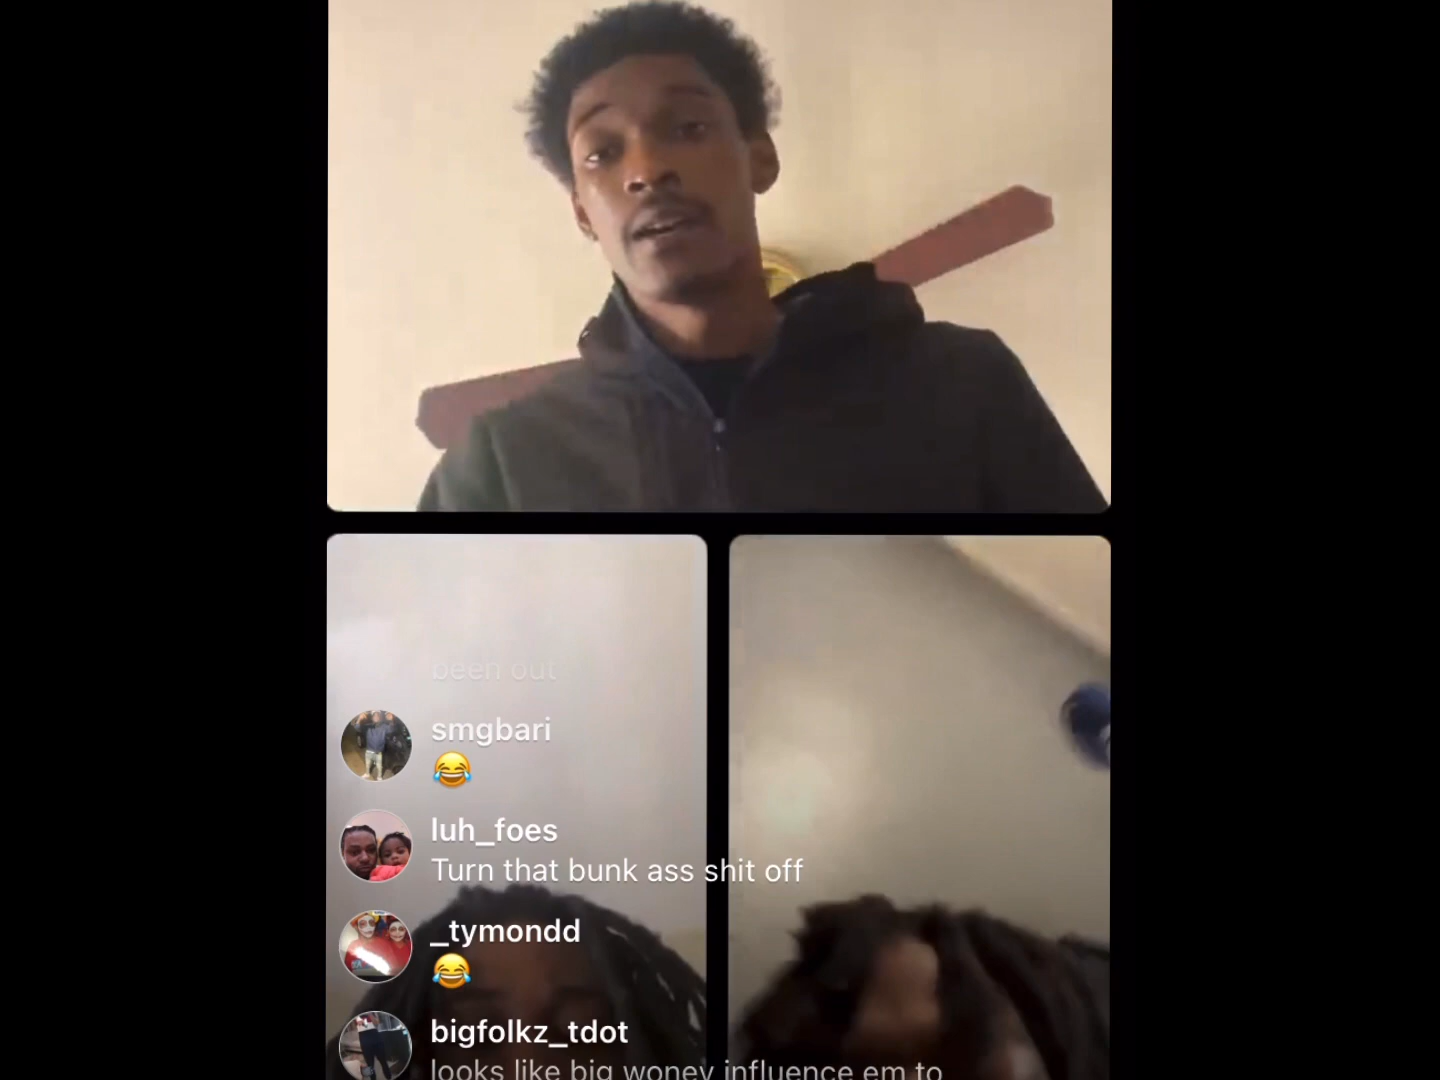 been out
smgbari
😂
luh_foes
Turn that bunk ass shit off
_tymondd
😂
bigfolkz_tdot
looks like big woney influence em to